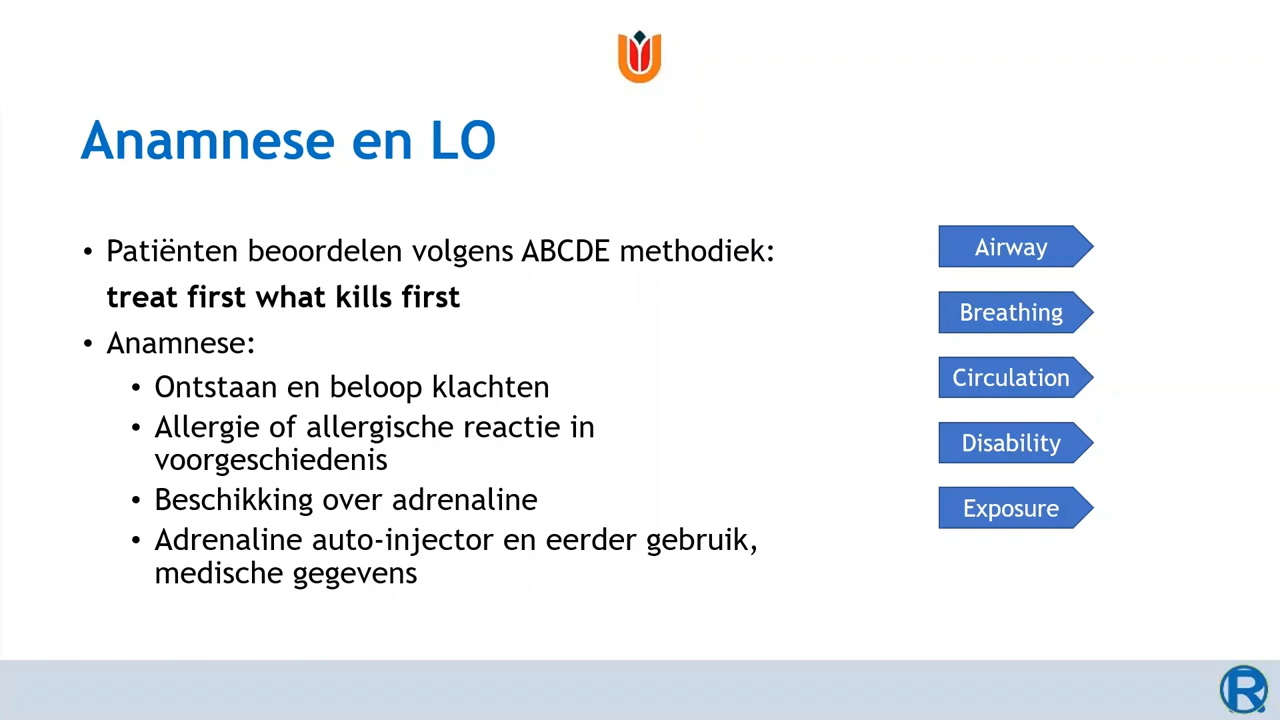 Anamnese en LO
• Patiënten beoordelen volgens ABCDE methodiek:
treat first what kills first
• Anamnese:
• Ontstaan en beloop klachten
• Allergie of allergische reactie in
voorgeschiedenis
• Beschikking over adrenaline
• Adrenaline auto-injector en eerder gebruik,
medische gegevens
Airway
Breathing
Circulation
Disability
Exposure
R